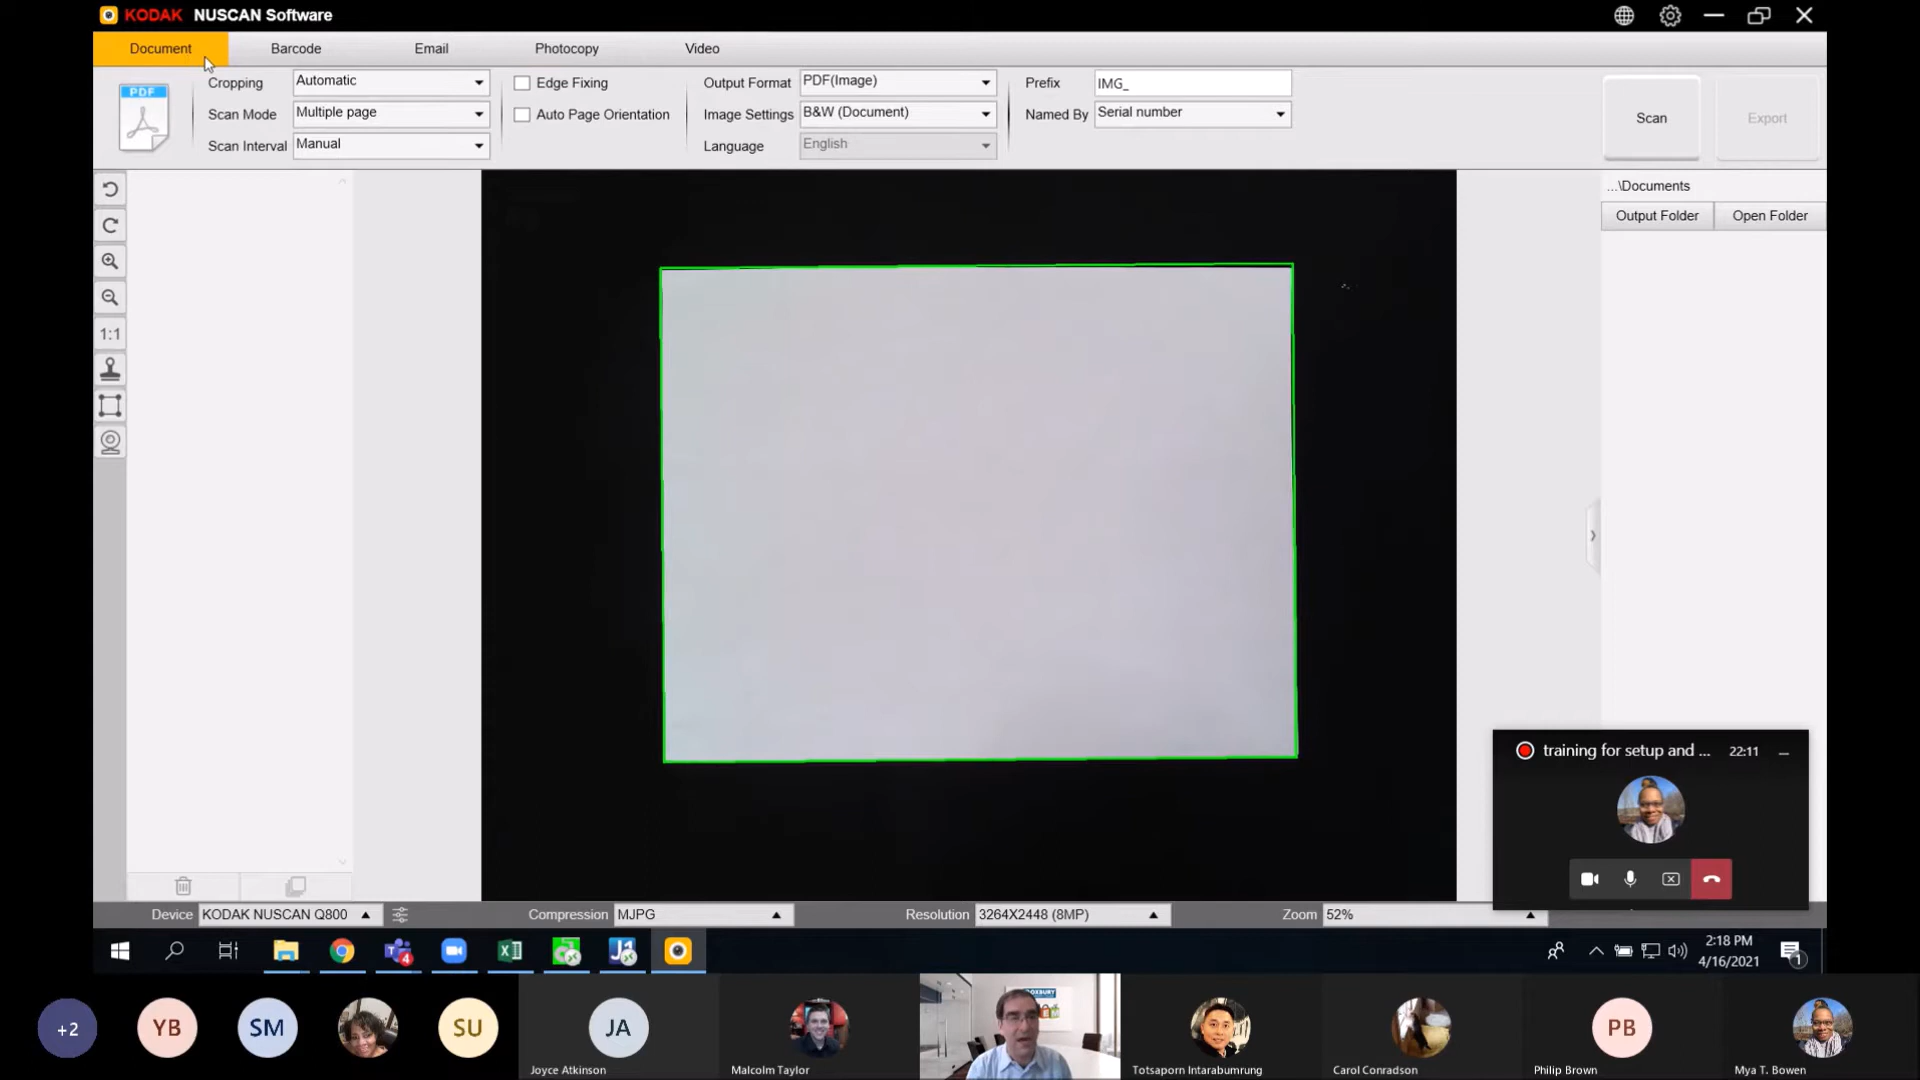 KODAK NUSCAN Software
Document Barcode Email Photocopy Video
PDF
Cropping Automatic
Scan Mode Multiple page
Scan Interval Manual
Edge Fixing
Auto Page Orientation
Output Format PDF(Image)
Image Settings B&W (Document)
Language English
Prefix IMG_
Named By Serial number
Scan
Export
...\Documents
Output Folder Open Folder
1:1
training for setup and ... 22:11
Device KODAK NUSCAN Q800 Compression MJPG Resolution 3264X2448 (8MP) Zoom 52%
4
2:18 PM
4/16/2021
1
+2 YB SM SU JA PB
Joyce Atkinson Malcolm Taylor Totsaporn Intarabumrung Carol Conradson Philip Brown Mya T. Bowen